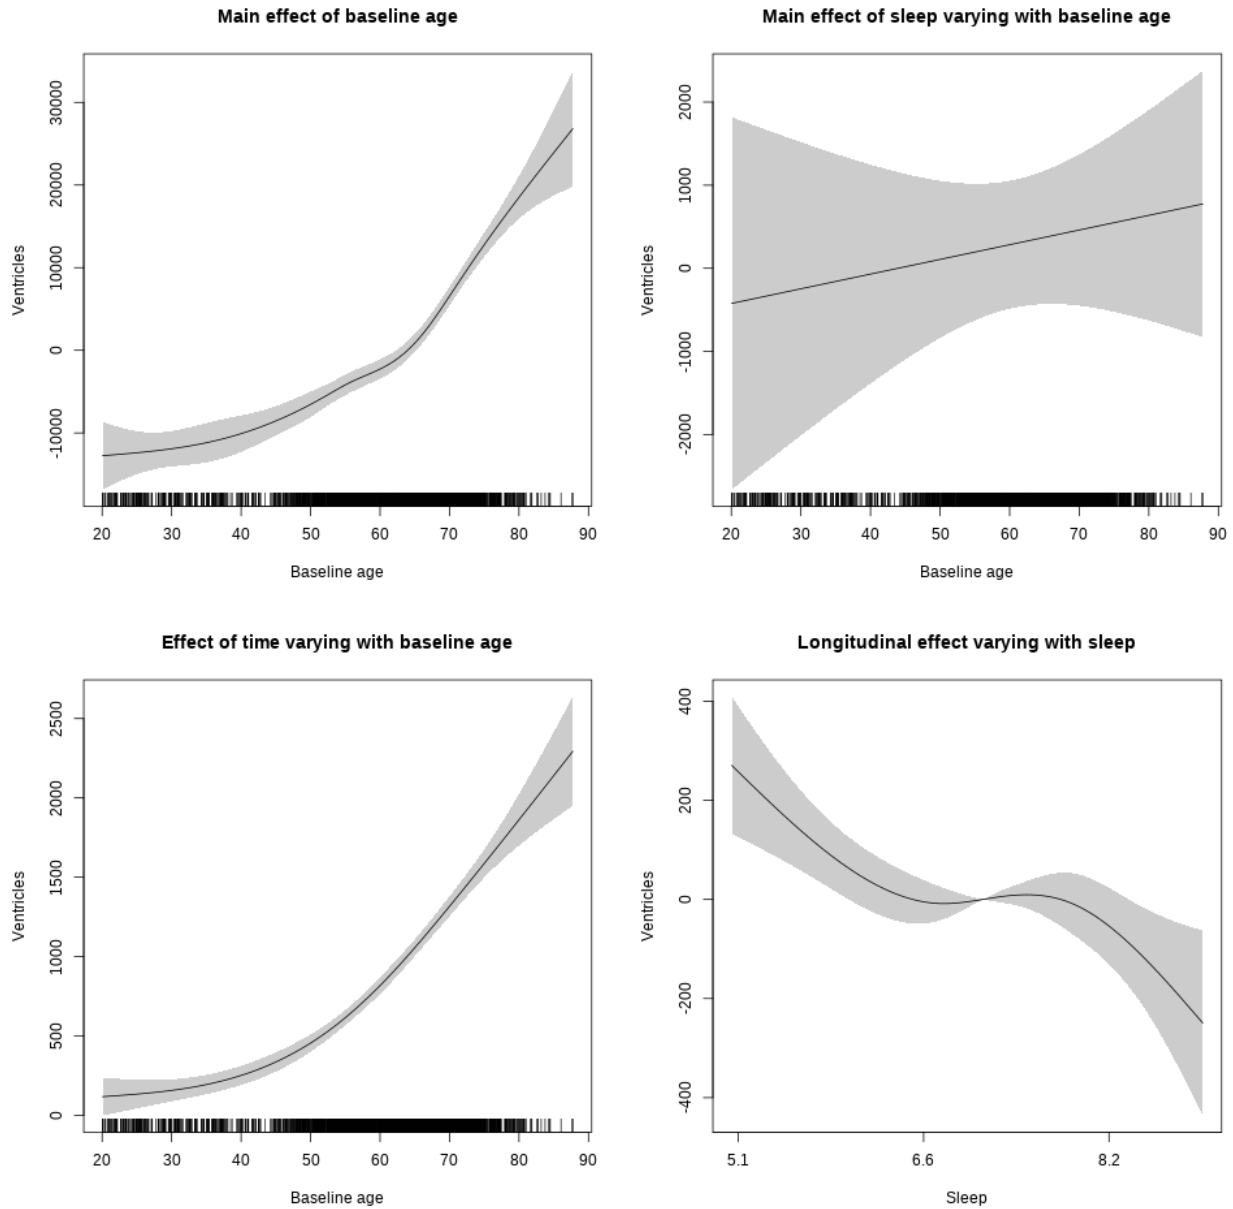 Main effect of baseline age
30000
20000
10000
0
-10000
Ventricles
20 30 40 50 60 70 80 90
Baseline age
Main effect of sleep varying with baseline age
2000
1000
0
-1000
-2000
Ventricles
20 30 40 50 60 70 80 90
Baseline age
Effect of time varying with baseline age
2500
2000
1500
1000
500
0
Ventricles
20 30 40 50 60 70 80 90
Baseline age
Longitudinal effect varying with sleep
400
200
0
-200
-400
Ventricles
5.1 6.6 8.2
Sleep